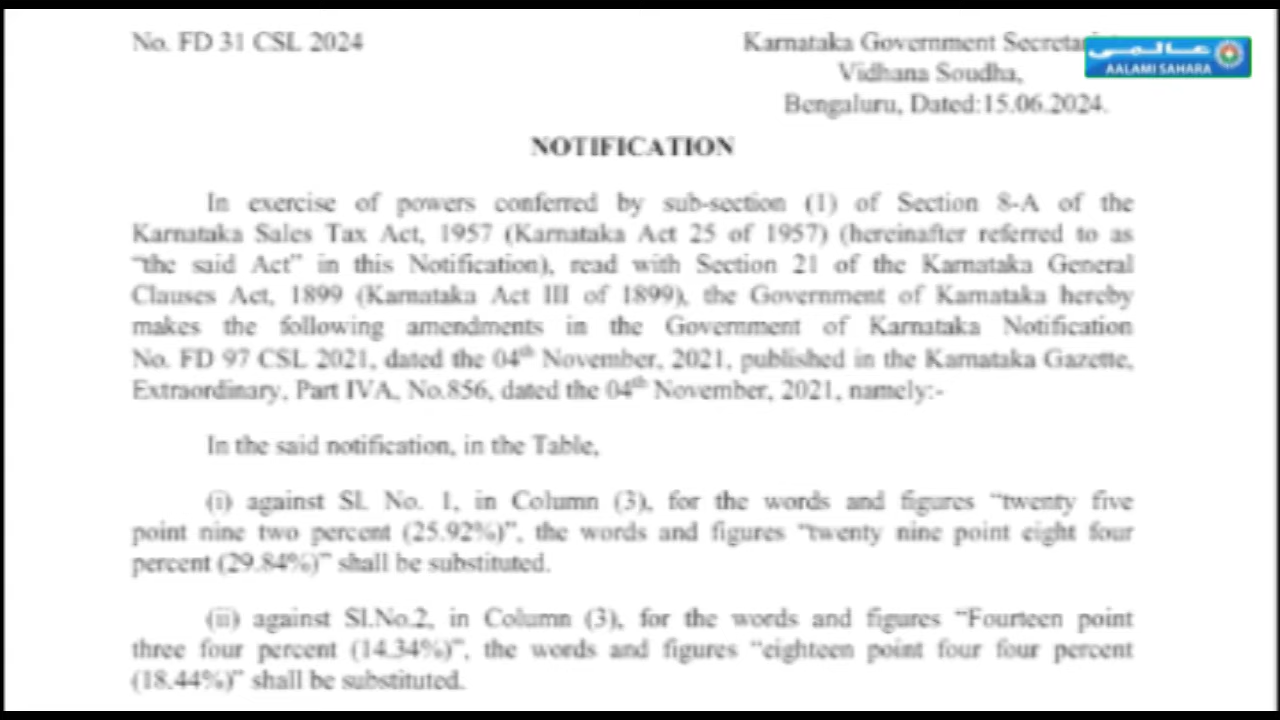 No. FD 31 CSL 2024
Karnataka Government
Vidhana Soudha,
Bengaluru, Dated:15.06.2024.
عالمی
AALAMI SAHARA
NOTIFICATION
In exercise of powers conferred by sub-section (1) of Section 8-A of the
Karnataka Sales Tax Act, 1957 (Karnataka Act 25 of 1957) (hereinafter referred to as
“the said Act” in this Notification), read with Section 21 of the Karnataka General
Clauses Act, 1899 (Karnataka Act III of 1899), the Government of Karnataka hereby
makes the following amendments in the Government of Karnataka Notification
No. FD 97 CSL 2021, dated the 04th November, 2021, published in the Karnataka Gazette,
Extraordinary, Part IVA, No.856, dated the 04th November, 2021, namely:-
In the said notification, in the Table,
(i) against Sl. No. 1, in Column (3), for the words and figures “twenty five
point nine two percent (25.92%)”, the words and figures “twenty nine point eight four
percent (29.84%)” shall be substituted.
(ii) against Sl.No.2, in Column (3), for the words and figures “Fourteen point
three four percent (14.34%)”, the words and figures “eighteen point four four percent
(18.44%)” shall be substituted.